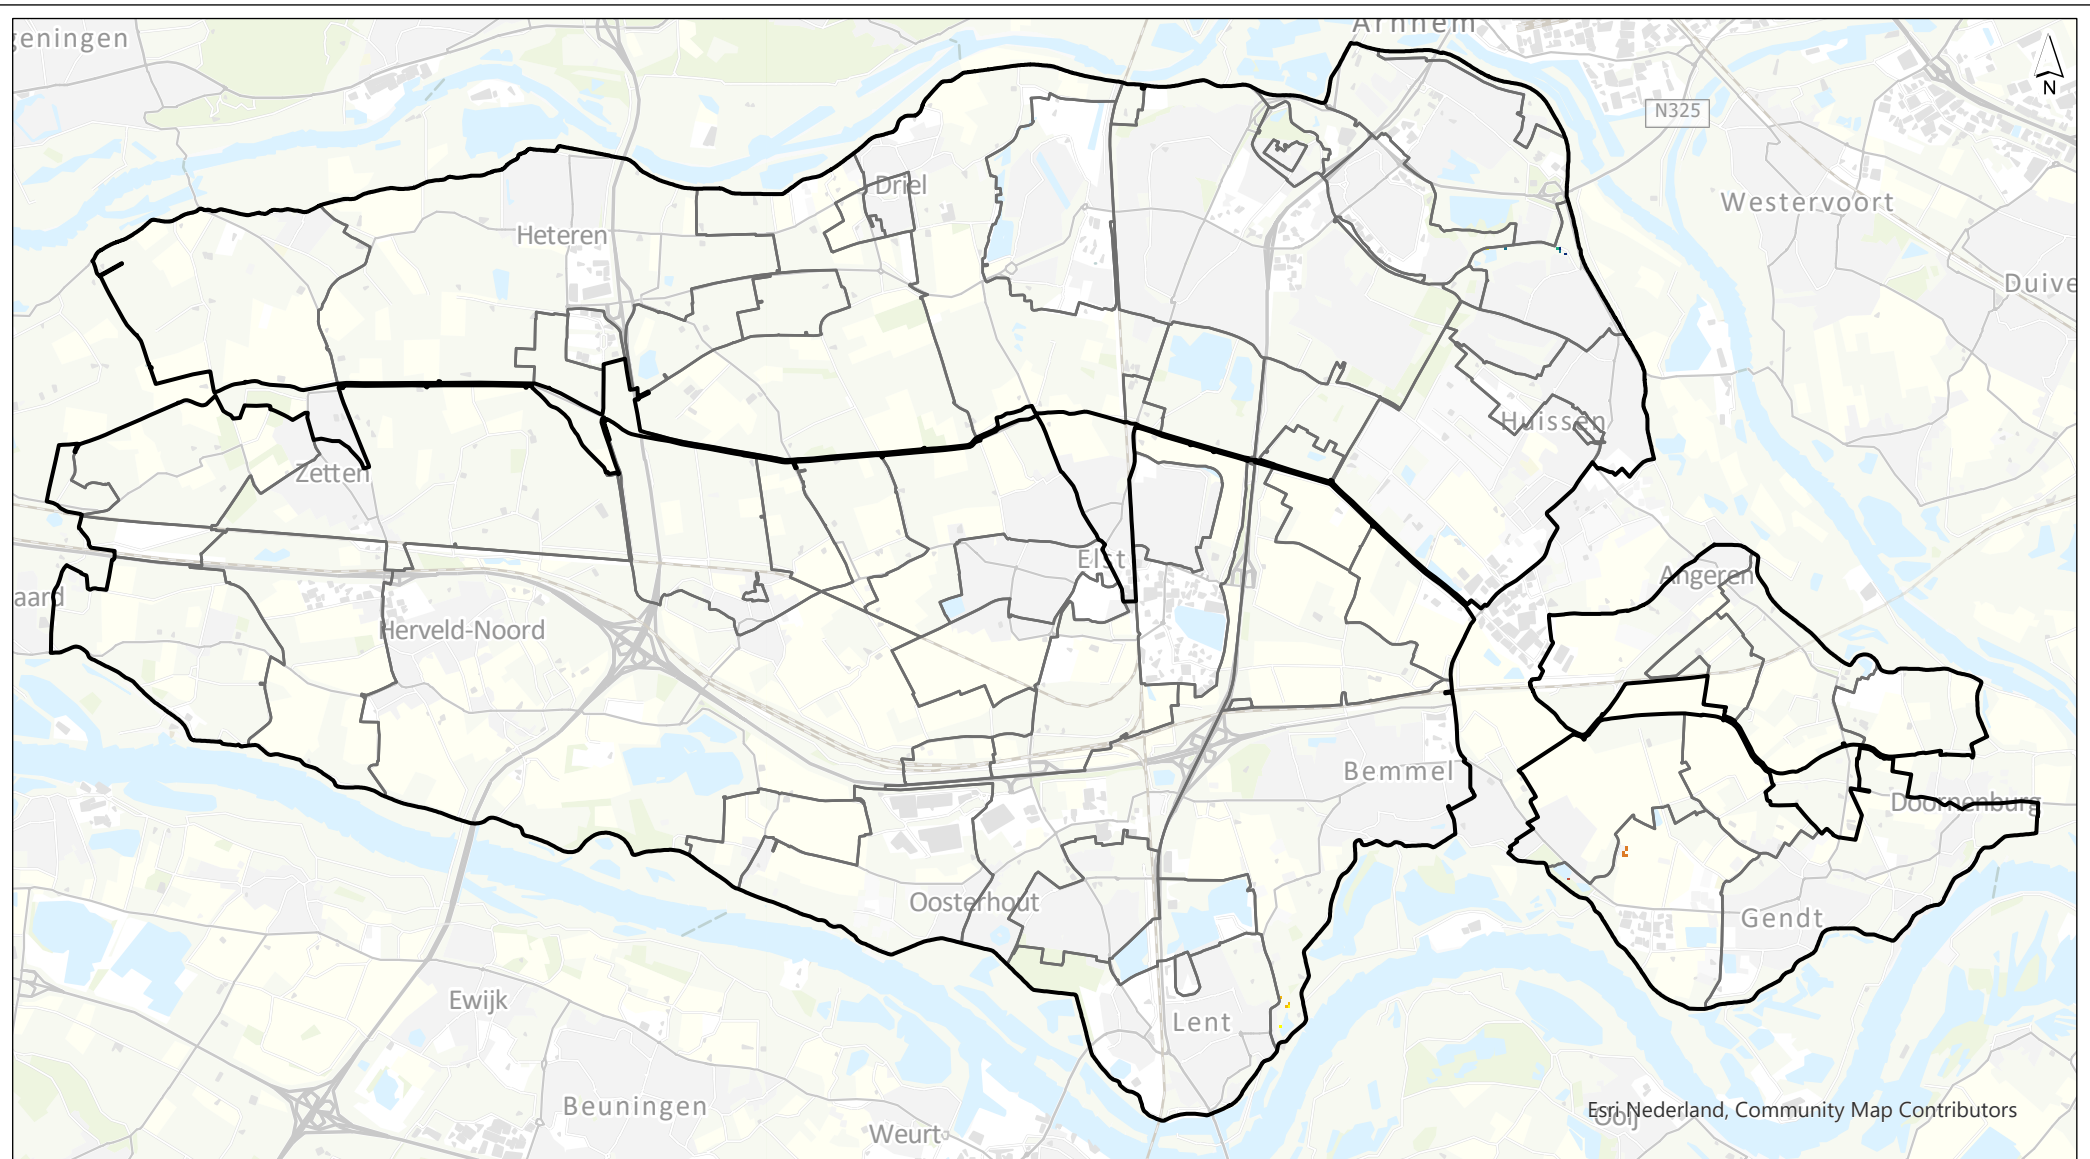 Arnhem
geningen
N
N325
Driel
Westervoort
Heteren
Duive
Huissen
Zetten
Elst
Angeren
aard
Herveld-Noord
Bemmel
Doornenburg
Oosterhout
Gendt
Ewijk
Lent
Beuningen
Esri Nederland, Community Map Contributors
Ooij
Weurt